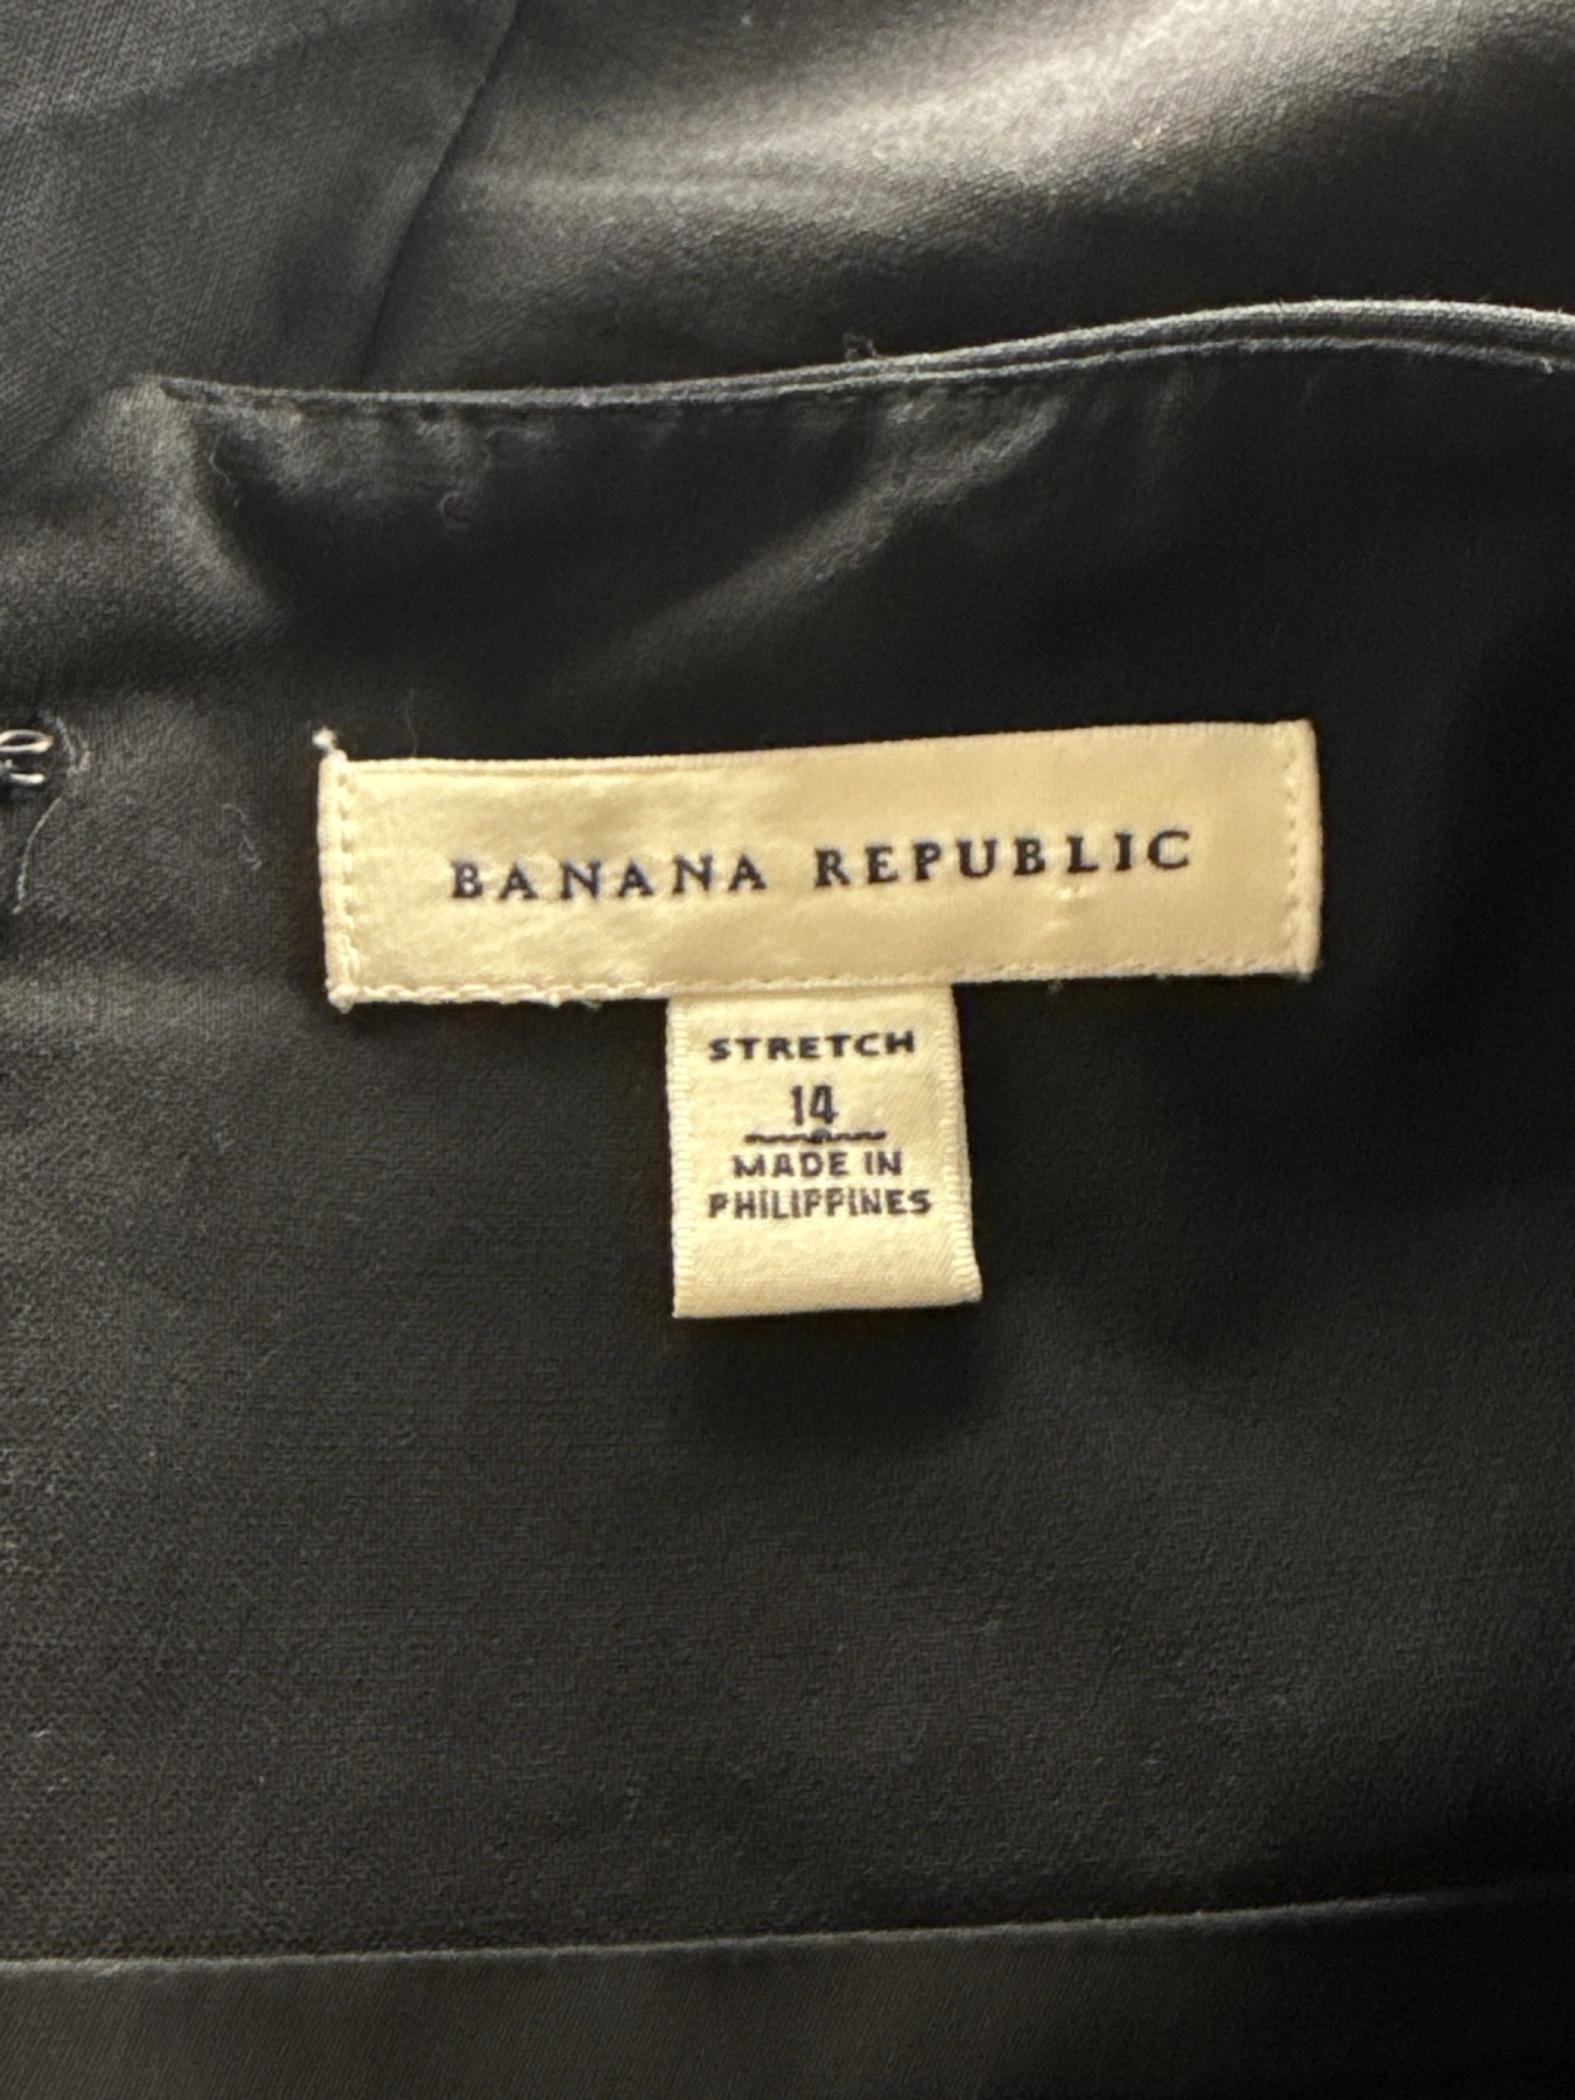 BANANA REPUBLIC
STRETCH
14
MADE IN
PHILIPPINES